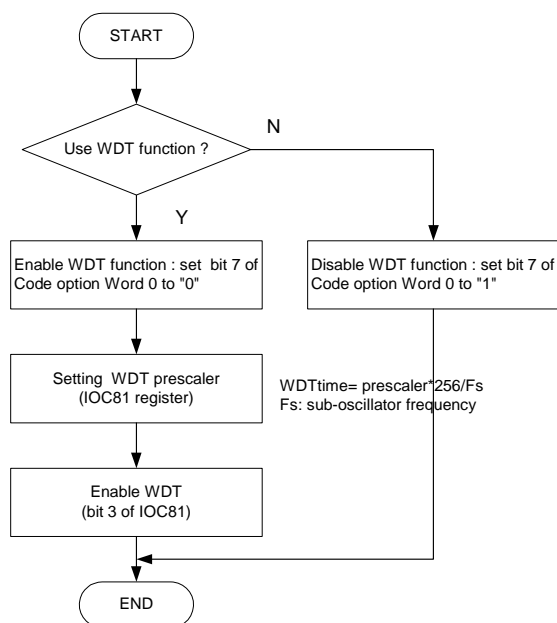 START
Use WDT function ?
N
Y
Enable WDT function : set bit 7 of
Code option Word 0 to "0"
Disable WDT function : set bit 7 of
Code option Word 0 to "1"
Setting WDT prescaler
(IOC81 register)
WDTtime= prescaler*256/Fs
Fs: sub-oscillator frequency
Enable WDT
(bit 3 of IOC81)
END